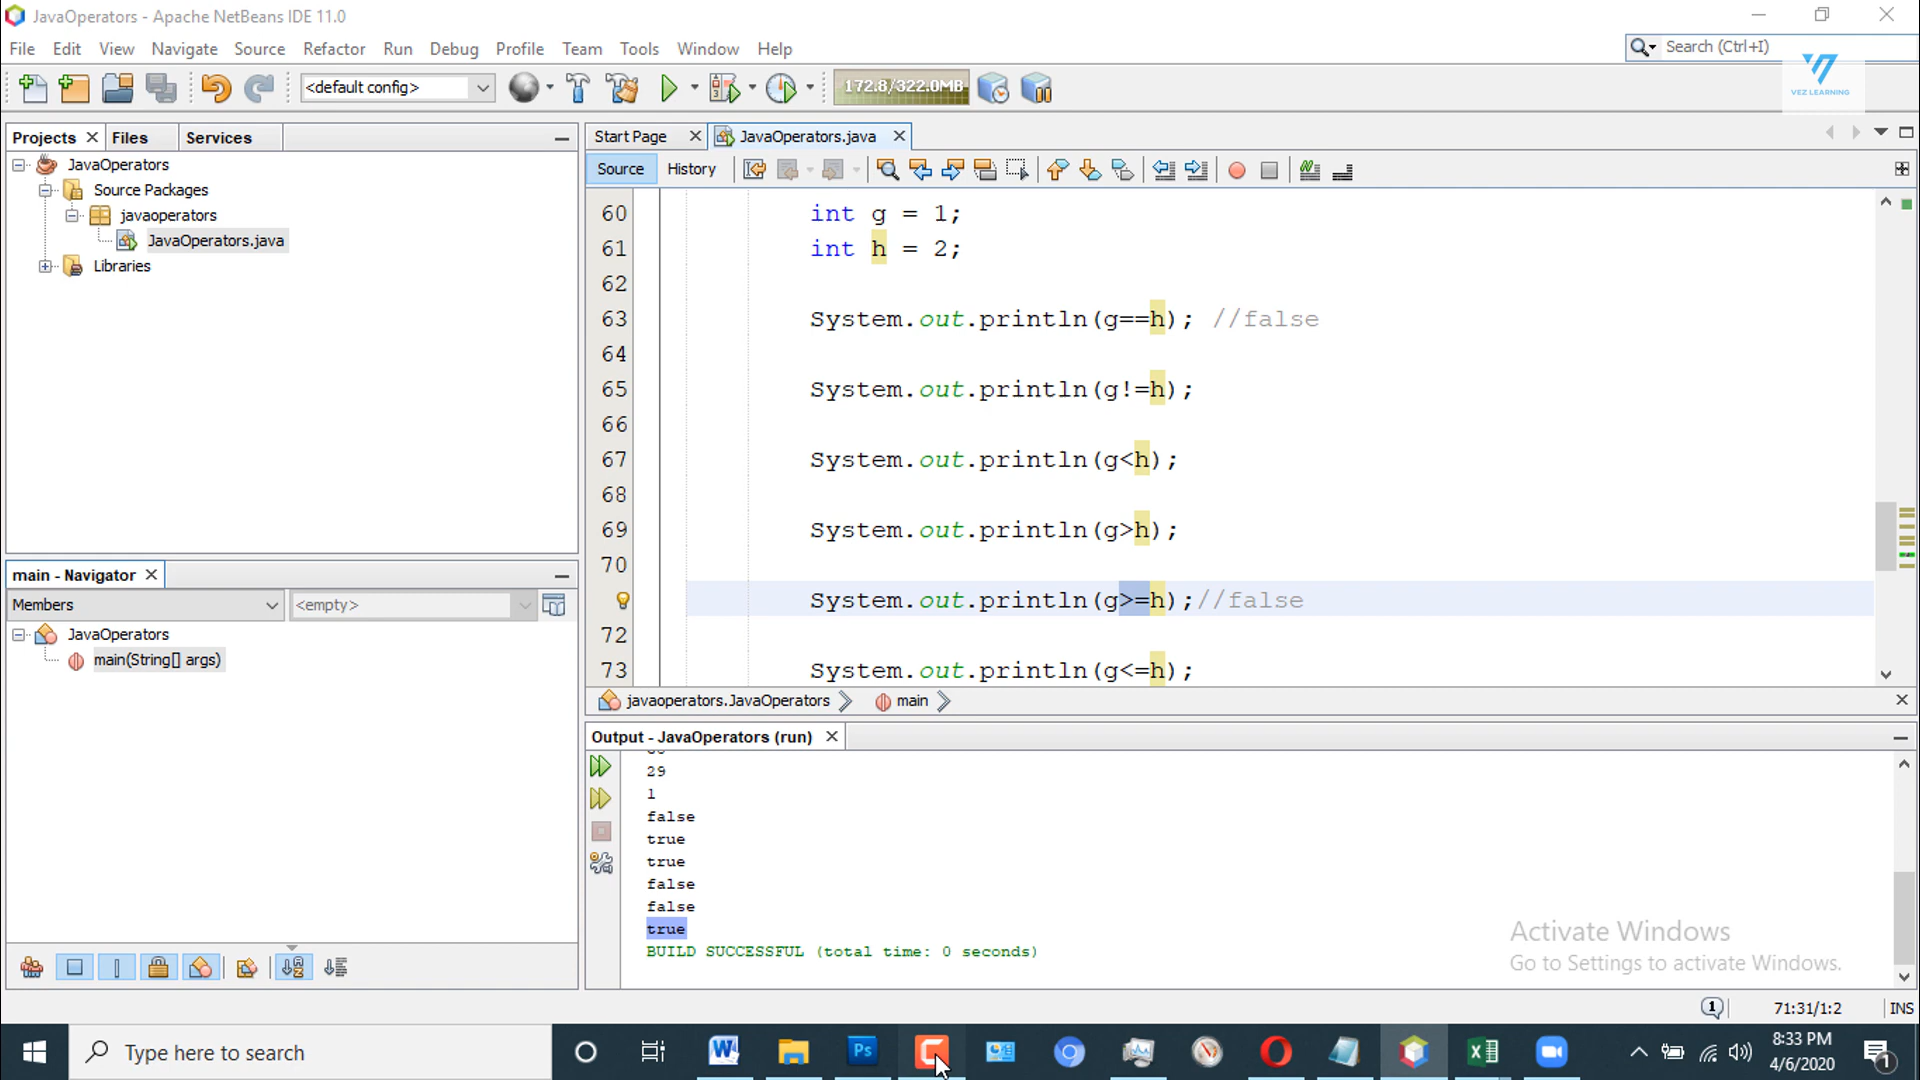 JavaOperators - Apache NetBeans IDE 11.0
File Edit View Navigate Source Refactor Run Debug Profile Team Tools Window Help
Search (Ctrl+I)
<default config>
172.8/322.0MB
VEZ LEARNING
Projects Files Services
JavaOperators
Source Packages
javaoperators
JavaOperators.java
Libraries
main - Navigator
Members <empty>
JavaOperators
main(String[] args)
Start Page JavaOperators.java
Source History
60 int g = 1;
61 int h = 2;
62
63 System.out.println(g==h); //false
64
65 System.out.println(g!=h);
66
67 System.out.println(g<h);
68
69 System.out.println(g>h);
70
System.out.println(g>=h);//false
72
73 System.out.println(g<=h);
javaoperators.JavaOperators main
Output - JavaOperators (run)
29
1
false
true
true
false
false
true
BUILD SUCCESSFUL (total time: 0 seconds)
Activate Windows
Go to Settings to activate Windows.
1 71:31/1:2 INS
Type here to search
Ps
8:33 PM
4/6/2020
1